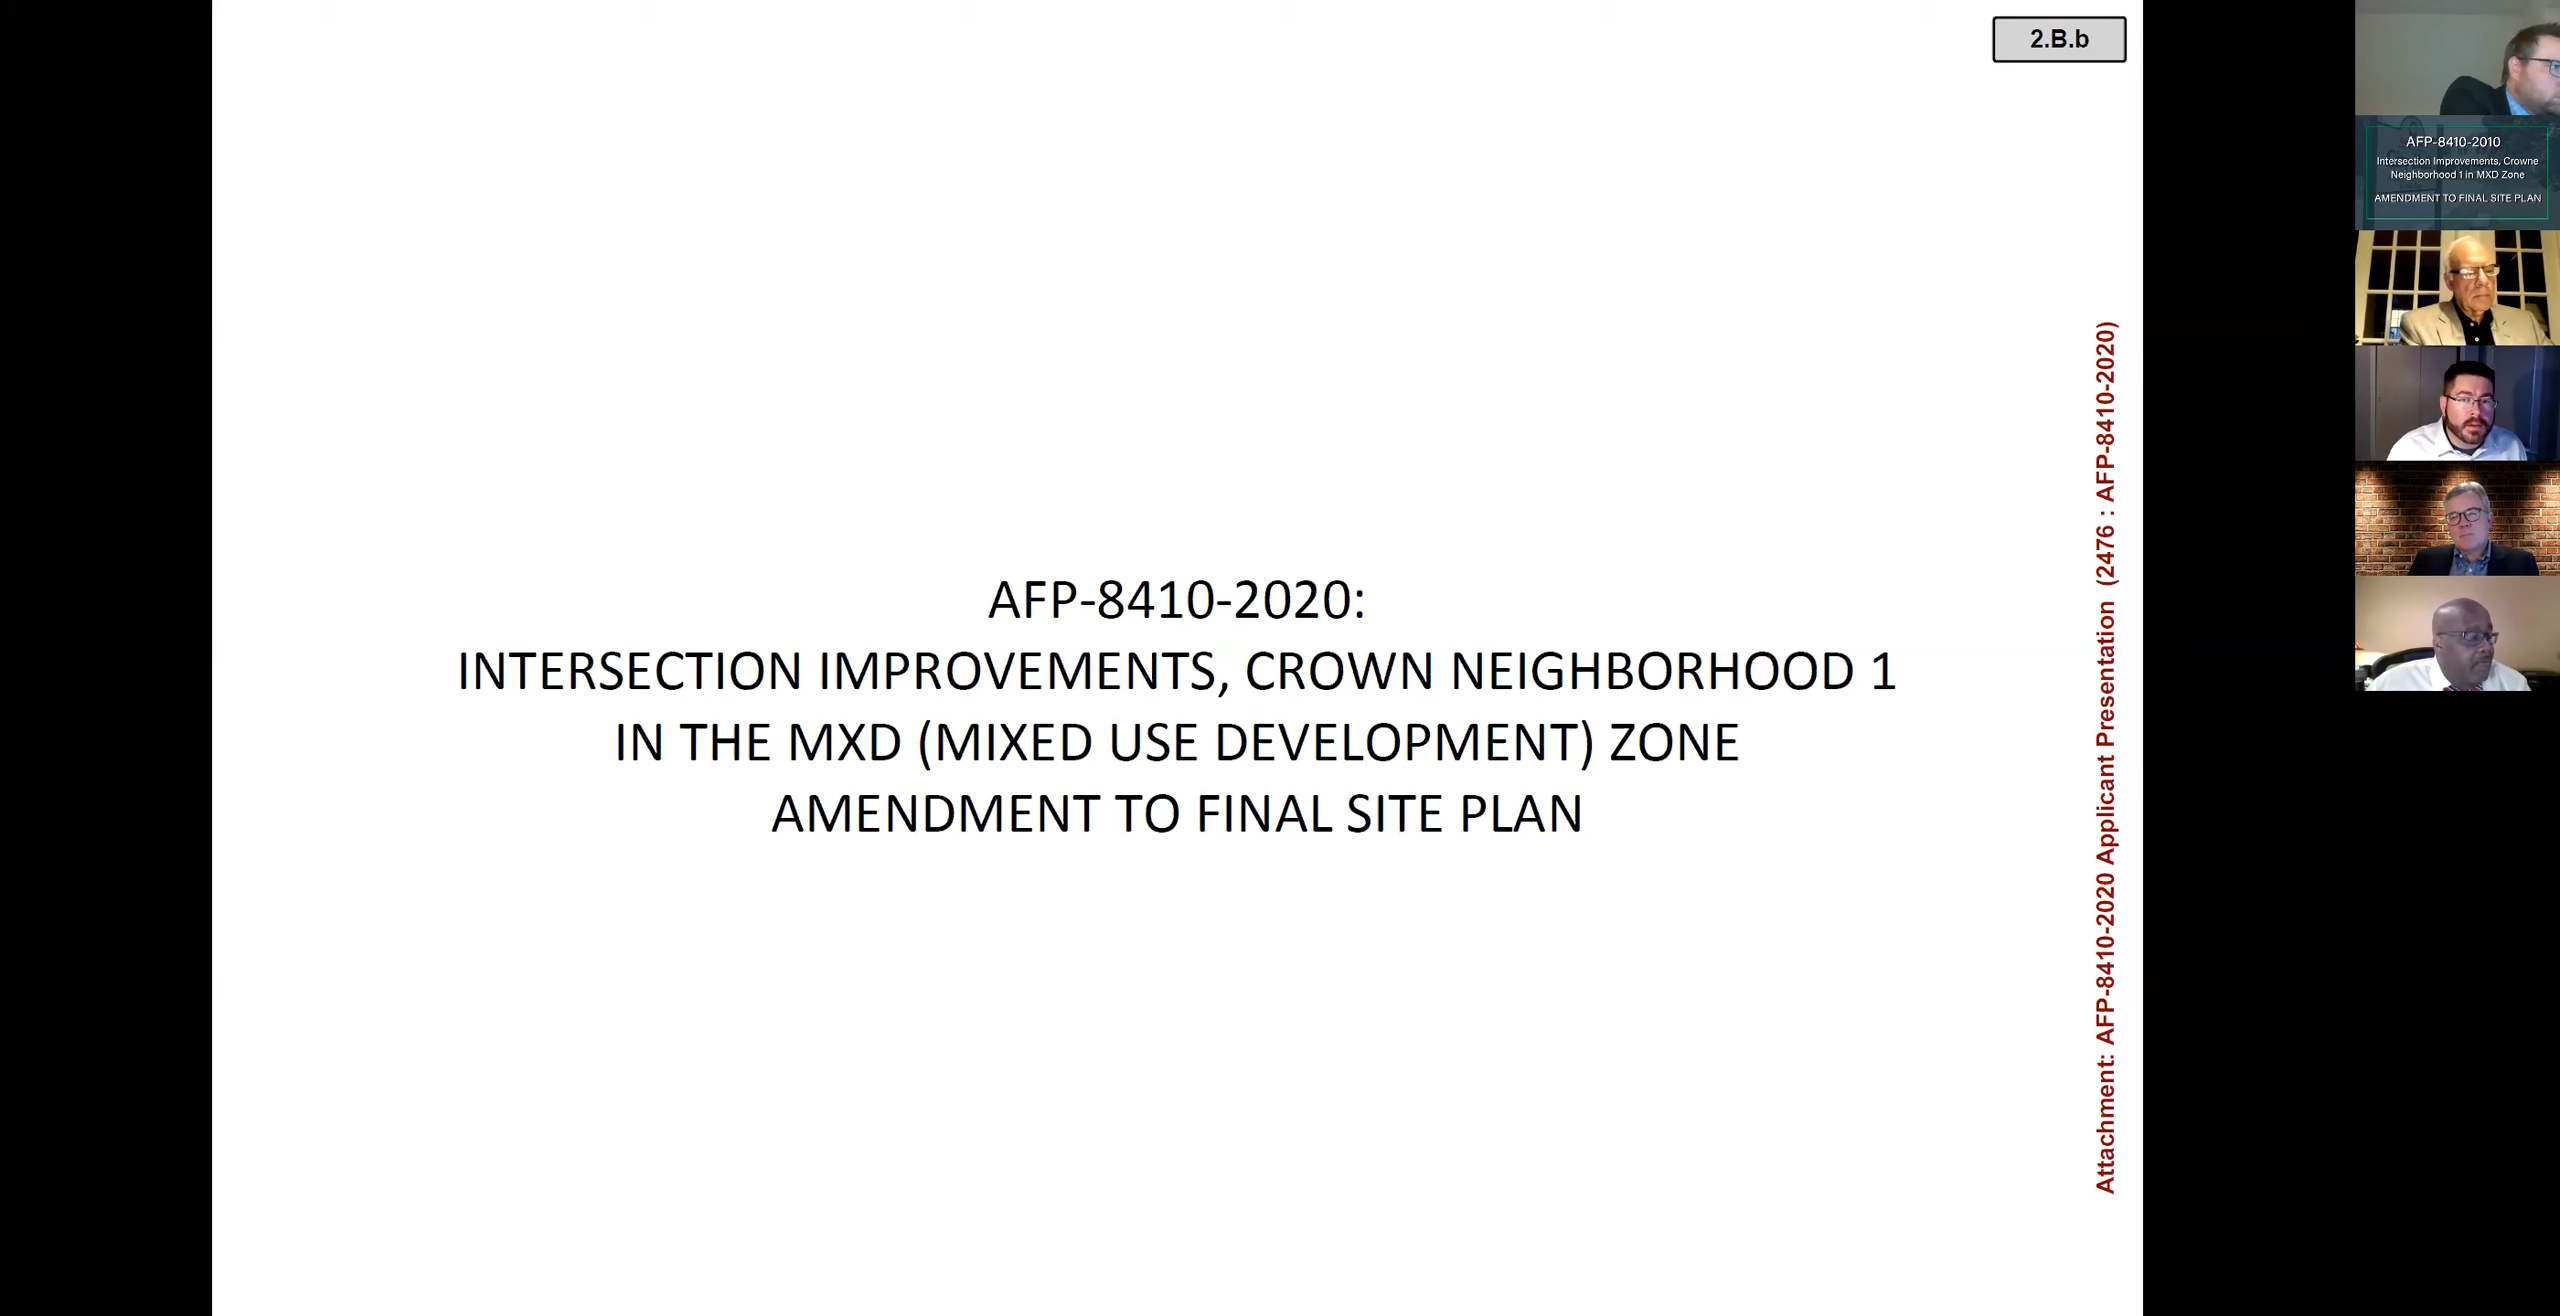 2.B.b
AFP-8410-2020:
INTERSECTION IMPROVEMENTS, CROWN NEIGHBORHOOD 1
IN THE MXD (MIXED USE DEVELOPMENT) ZONE
AMENDMENT TO FINAL SITE PLAN
Attachment: AFP-8410-2020 Applicant Presentation (2476 : AFP-8410-2020)
AFP-8410-2010
Intersection Improvements, Crowne
Neighborhood 1 in MXD Zone
AMENDMENT TO FINAL SITE PLAN